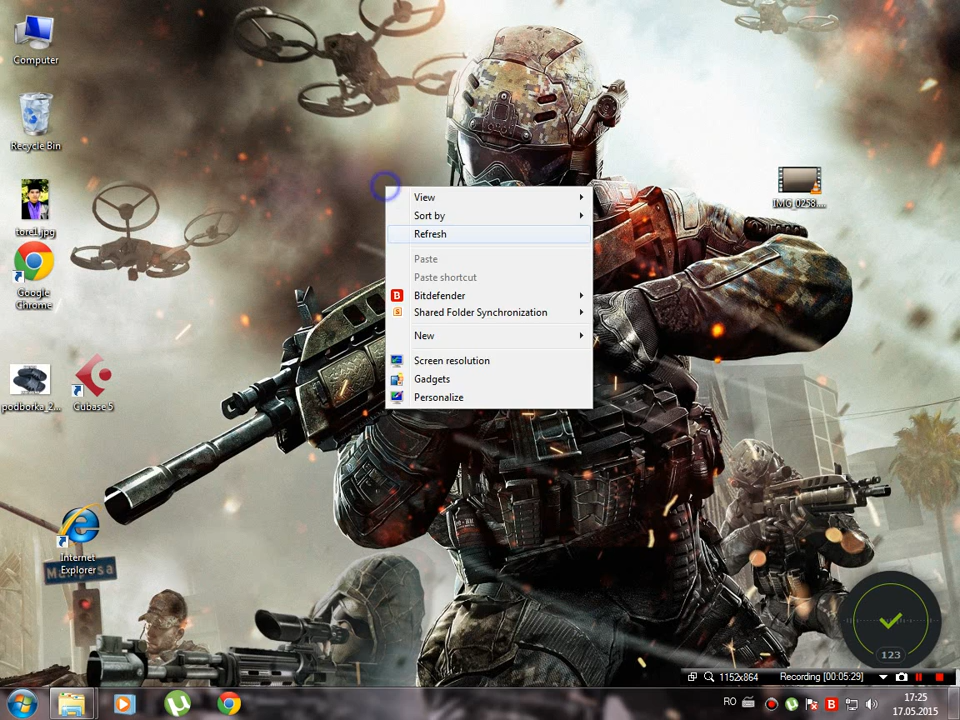 Computer
Recycle Bin
tore1.jpg
Google
Chrome
podborka_2...
Cubase 5
Internet
Explorer
IMG_0258....
View
Sort by
Refresh
Paste
Paste shortcut
B
Bitdefender
S
Shared Folder Synchronization
New
Screen resolution
Gadgets
Personalize
123
1152x864
Recording [00:05:29]
RO
B
17:25
17.05.2015